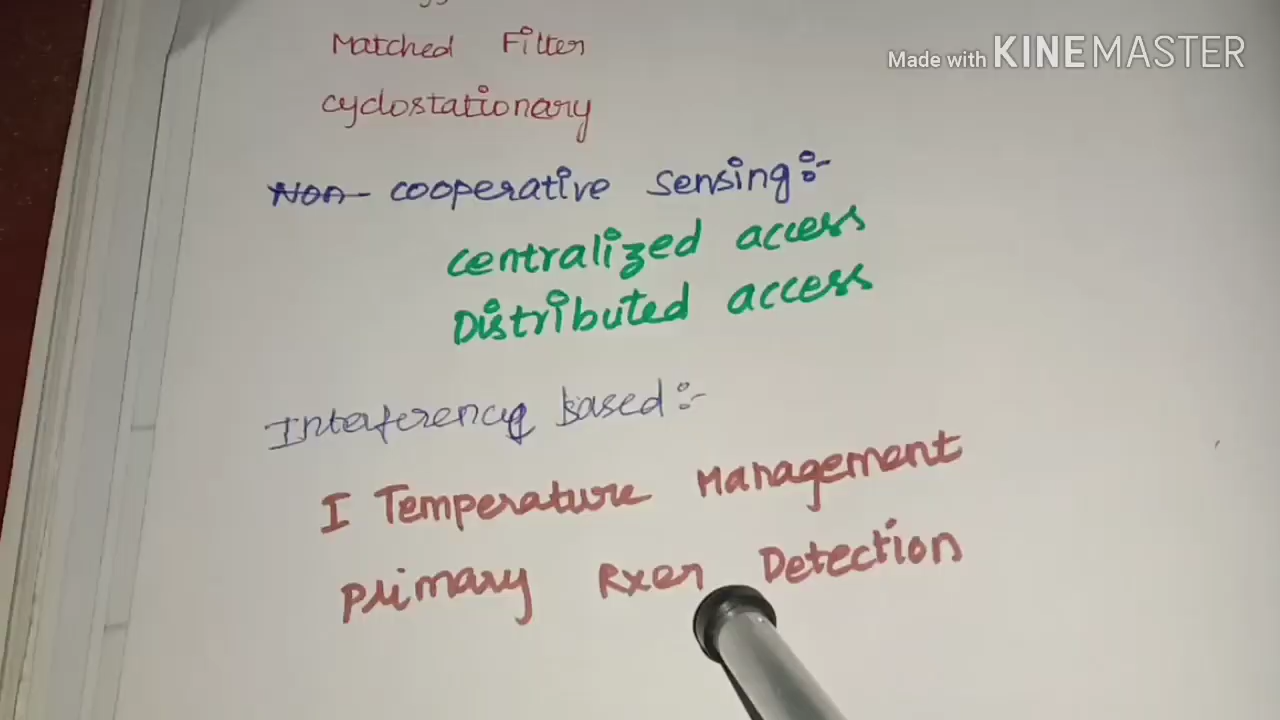 Matched Filter
Made with KINEMASTER
cyclostationary
Non- cooperative sensing:-
centralized access
Distributed access
Interferency based:-
I Temperature Management
Primary Rxer Detection